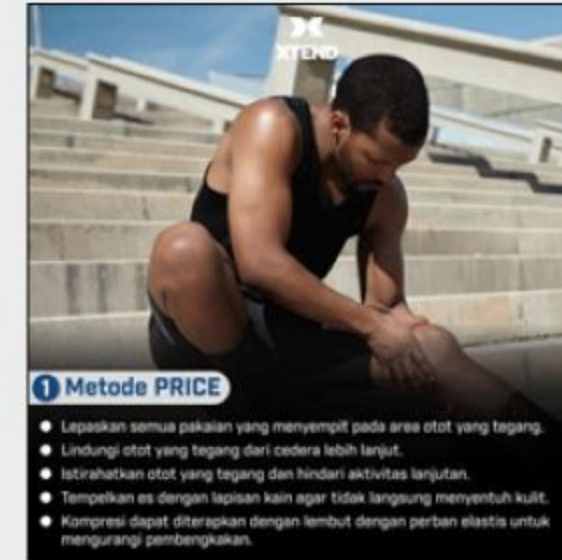 XTEND
1 Metode PRICE
Lepaskan semua pakaian yang menyempit pada area otot yang tegang.
Lindungi otot yang tegang dari cedera lebih lanjut.
Istirahatkan otot yang tegang dan hindari aktivitas lanjutan.
Tempelkan es dengan lapisan kain agar tidak langsung menyentuh kulit.
Kompresi dapat diterapkan dengan lembut dengan perban elastis untuk
mengurangi pembengkakan.